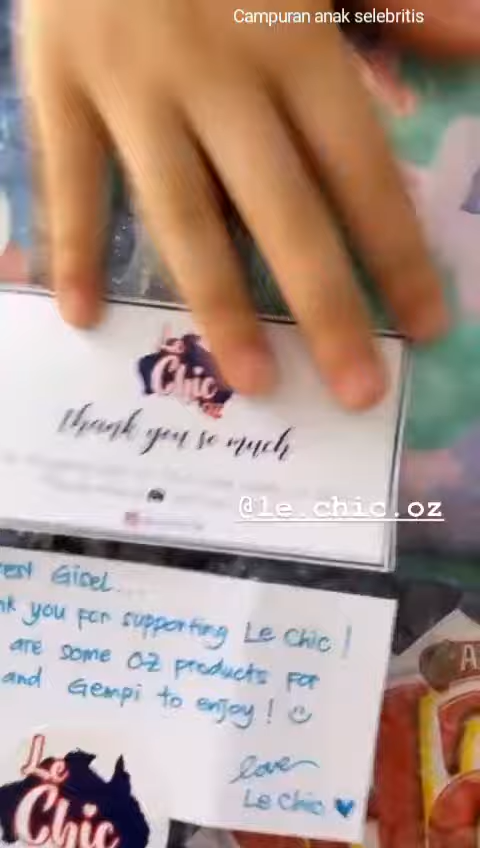 Campuran anak selebritis
Le
Chic
thank you so much
@le.chic.oz
Gisel...
you for supporting Le Chic !
are some OZ products for
and Gempi to enjoy !
love
Le Chic
Le
Chic